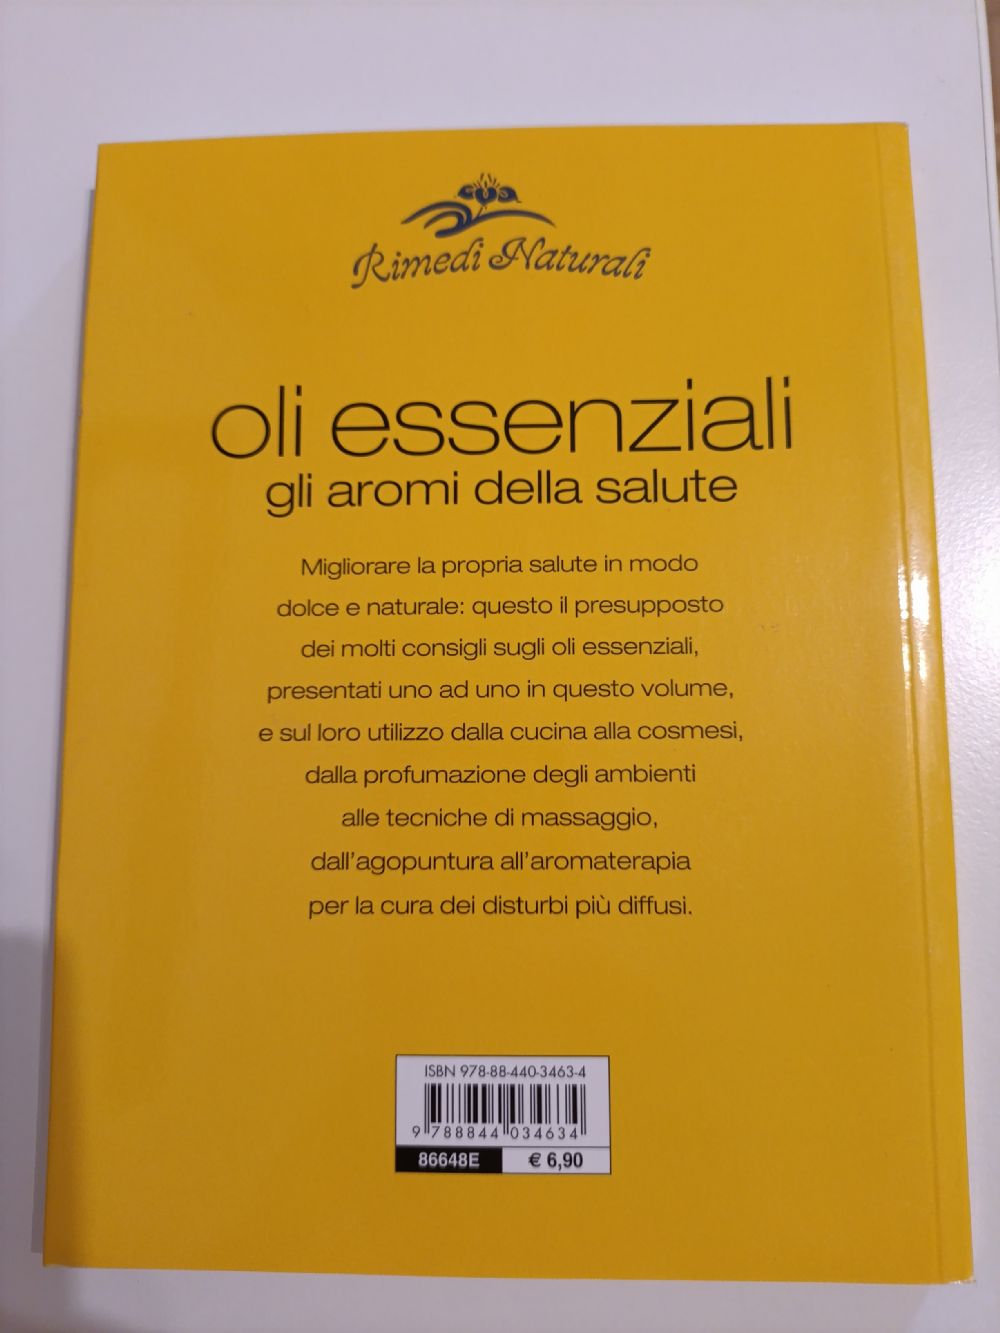 Rimedi Naturali
oli essenziali
gli aromi della salute
Migliorare la propria salute in modo
dolce e naturale: questo il presupposto
dei molti consigli sugli oli essenziali,
presentati uno ad uno in questo volume,
e sul loro utilizzo dalla cucina alla cosmesi,
dalla profumazione degli ambienti
alle tecniche di massaggio,
dall'agopuntura all'aromaterapia
per la cura dei disturbi più diffusi.
ISBN 978-88-440-3463-4
9 788844 034634
86648E € 6,90